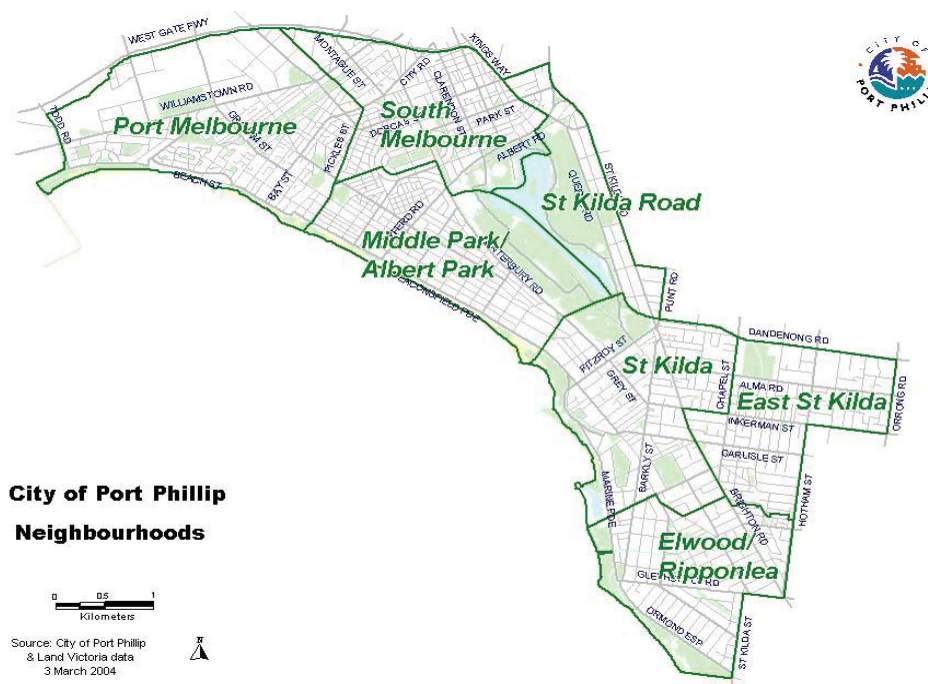 WEST GATE FWY
KINGS WAY
CITY OF
PORT PHILLIP
MONTAGUE ST
CITY RD
CLARENDON ST
TODD RD
WILLIAMSTOWN RD
Port Melbourne
GRAHAM ST
PICKLES ST
South
Melbourne
DORCAS S
PARK ST
ALBERT RD
BEACH ST
BAY ST
ST KILD
St Kilda Road
Middle Park/
Albert Park
BEACONSFIELD PDE
PUNT RD
DANDENONG RD
FITZROY ST
St Kilda
GREY ST
CHAPEL ST
ALMA RD
East St Kilda
ORRONG RD
INKERMAN ST
CARLISLE ST
BARKLY ST
MARINE PDE
BRIGHTON RD
HOTHAM ST
City of Port Phillip
Neighbourhoods
Elwood/
Ripponlea
ORMOND ESP
ST KILDA ST
0 0.5 1
Kilometers
Source: City of Port Phillip
& Land Victoria data
3 March 2004
N